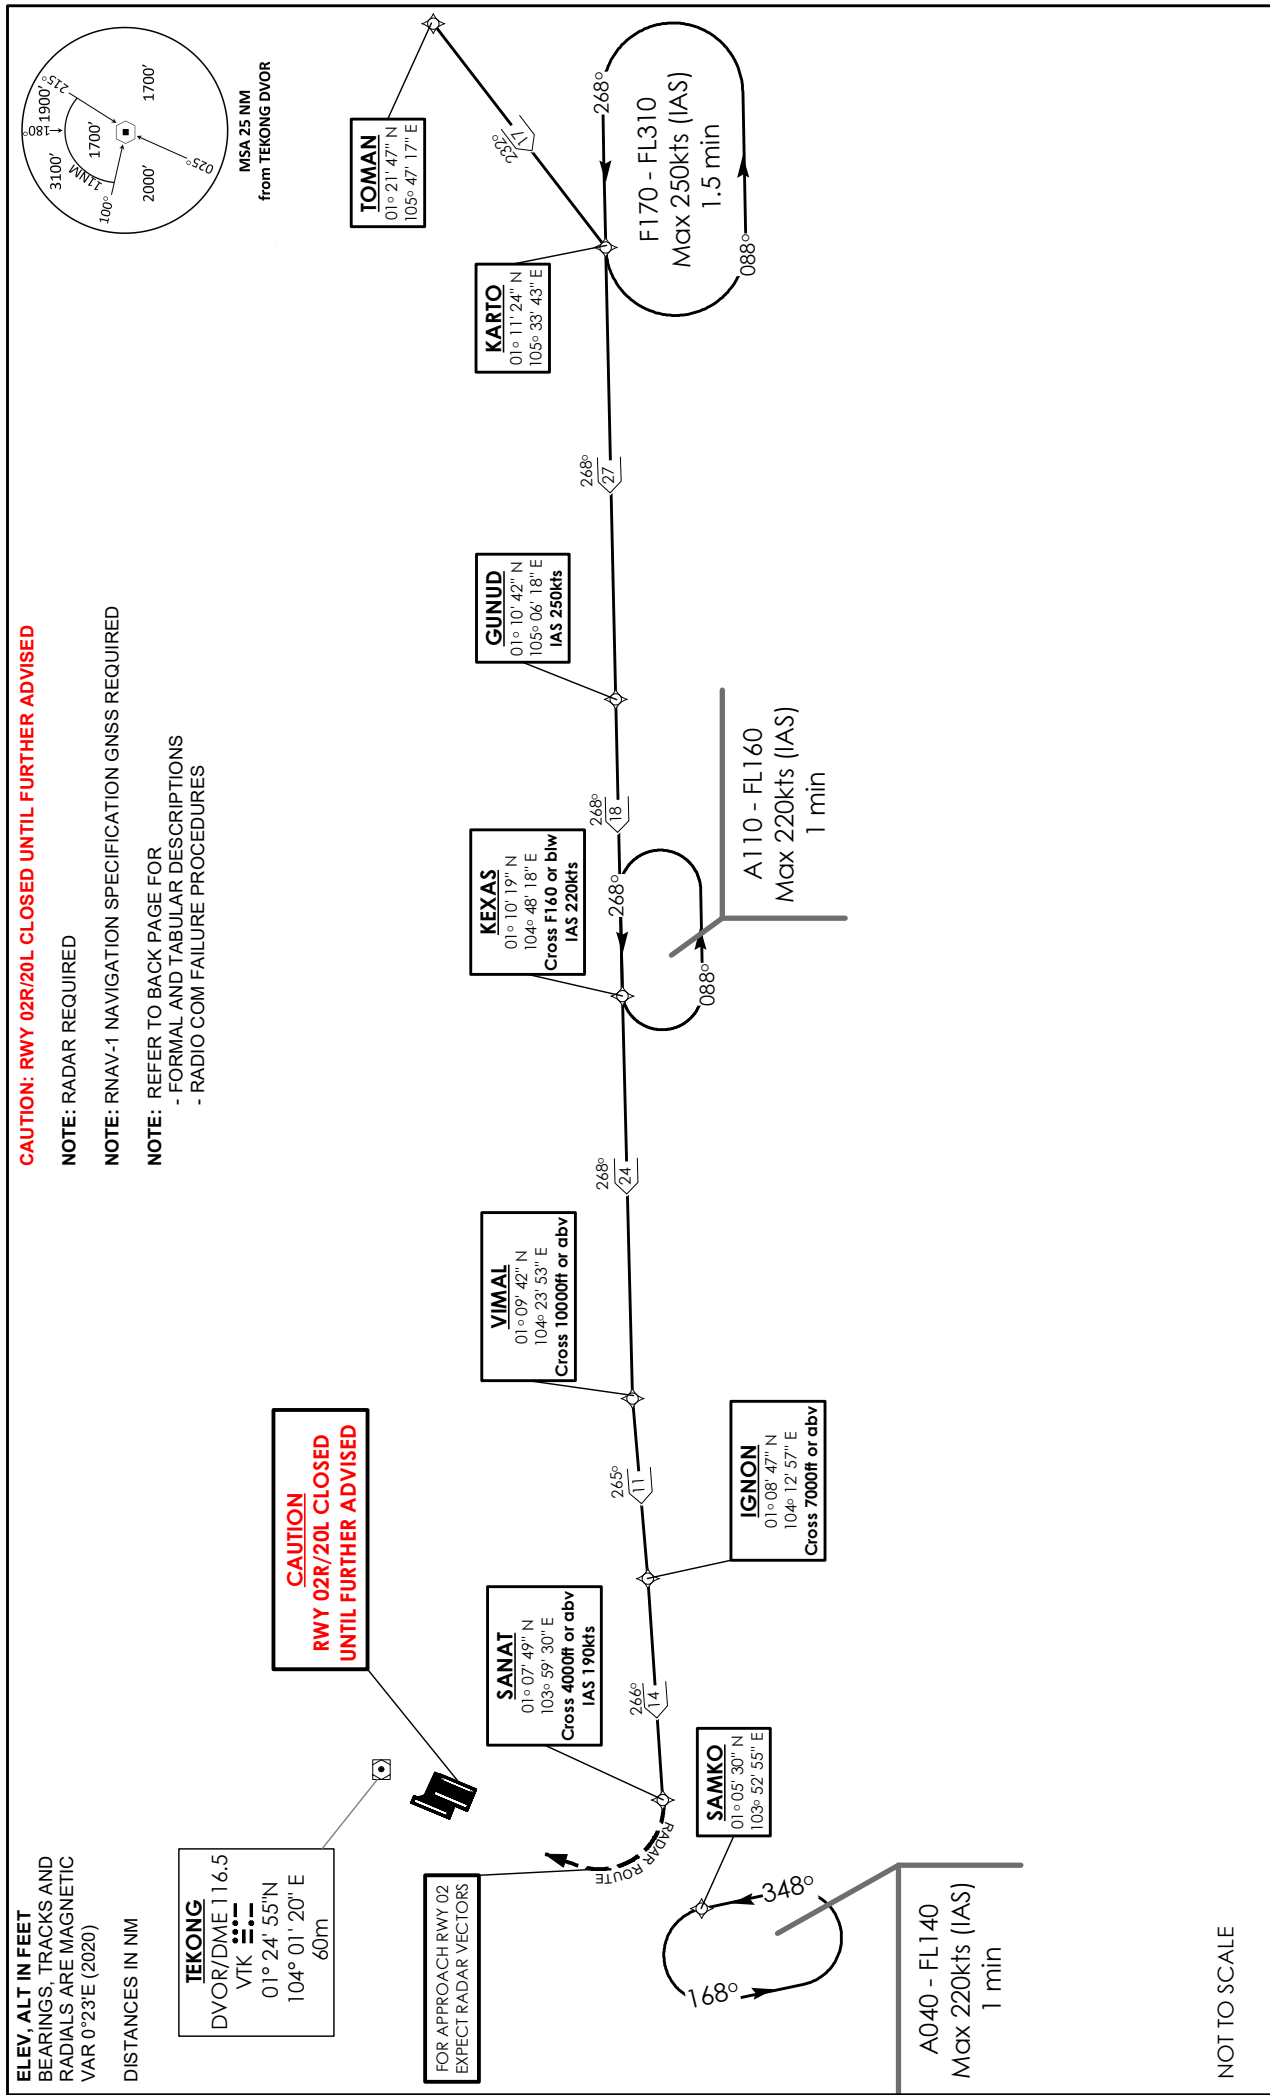 ELEV, ALT IN FEET
BEARINGS, TRACKS AND
RADIALS ARE MAGNETIC
VAR 0°23'E (2020)
DISTANCES IN NM
CAUTION: RWY 02R/20L CLOSED UNTIL FURTHER ADVISED
NOTE: RADAR REQUIRED
NOTE: RNAV-1 NAVIGATION SPECIFICATION GNSS REQUIRED
NOTE: REFER TO BACK PAGE FOR
- FORMAL AND TABULAR DESCRIPTIONS
- RADIO COM FAILURE PROCEDURES
3100'
180°
1900'
215°
1700'
1700'
11NM
100°
2000'
025°
MSA 25 NM
from TEKONG DVOR
TEKONG
DVOR/DME 116.5
VTK
01° 24' 55"N
104° 01' 20" E
60m
CAUTION
RWY 02R/20L CLOSED
UNTIL FURTHER ADVISED
FOR APPROACH RWY 02
EXPECT RADAR VECTORS
RADAR ROUTE
SANAT
01° 07' 49" N
103° 59' 30" E
Cross 4000ft or abv
IAS 190kts
266°
14
265°
11
VIMAL
01° 09' 42" N
104° 23' 53" E
Cross 10000ft or abv
268°
24
KEXAS
01° 10' 19" N
104° 48' 18" E
Cross F160 or blw
IAS 220kts
268°
18
GUNUD
01° 10' 42" N
105° 06' 18" E
IAS 250kts
268°
27
KARTO
01° 11' 24" N
105° 33' 43" E
TOMAN
01° 21' 47" N
105° 47' 17" E
232°
17
268°
F170 - FL310
Max 250kts (IAS)
1.5 min
088°
268°
088°
A110 - FL160
Max 220kts (IAS)
1 min
IGNON
01° 08' 47" N
104° 12' 57" E
Cross 7000ft or abv
SAMKO
01° 05' 30" N
103° 52' 55" E
168°
348°
A040 - FL140
Max 220kts (IAS)
1 min
NOT TO SCALE